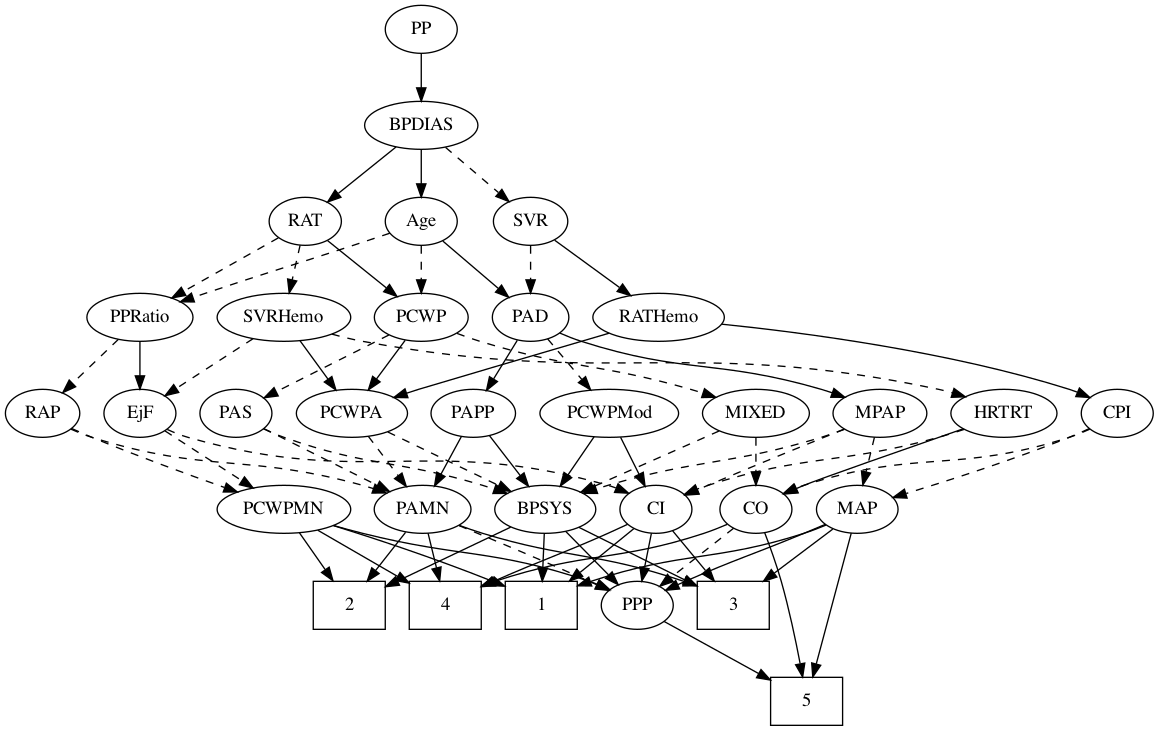 PP
BPDIAS
RAT Age SVR
PPRatio SVRHemo PCWP PAD RATHemo
RAP EjF PAS PCWPA PAPP PCWPMod MIXED MPAP HRTRT CPI
PCWPMN PAMN BPSYS CI CO MAP
2 4 1 PPP 3
5